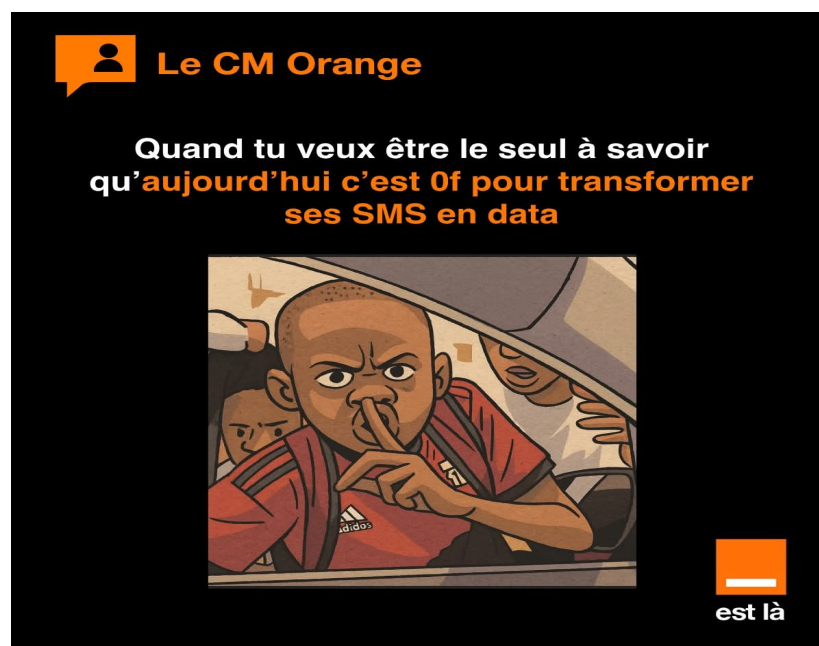 Le CM Orange
Quand tu veux être le seul à savoir
qu’aujourd’hui c’est 0f pour transformer
ses SMS en data
adidas
est là